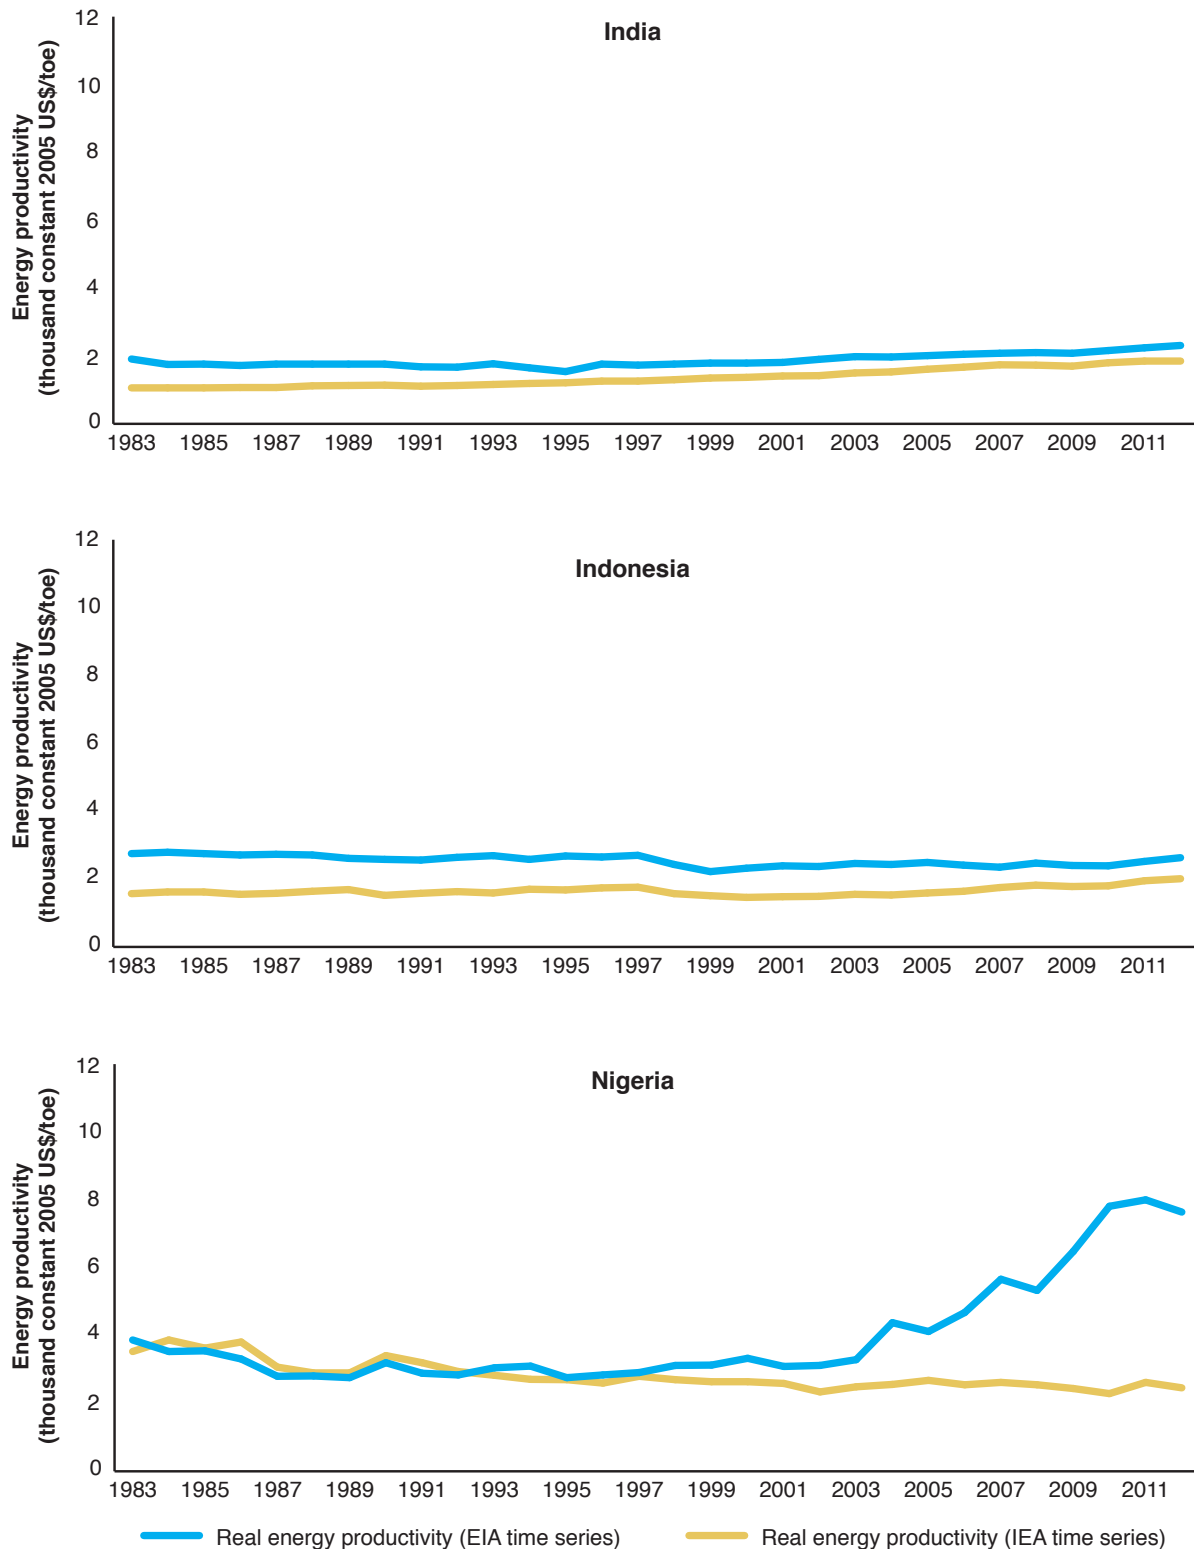 India
Energy productivity
(thousand constant 2005 US$/toe)
12
10
8
6
4
2
0
1983 1985 1987 1989 1991 1993 1995 1997 1999 2001 2003 2005 2007 2009 2011
Indonesia
Energy productivity
(thousand constant 2005 US$/toe)
12
10
8
6
4
2
0
1983 1985 1987 1989 1991 1993 1995 1997 1999 2001 2003 2005 2007 2009 2011
Nigeria
Energy productivity
(thousand constant 2005 US$/toe)
12
10
8
6
4
2
0
1983 1985 1987 1989 1991 1993 1995 1997 1999 2001 2003 2005 2007 2009 2011
Real energy productivity (EIA time series) Real energy productivity (IEA time series)